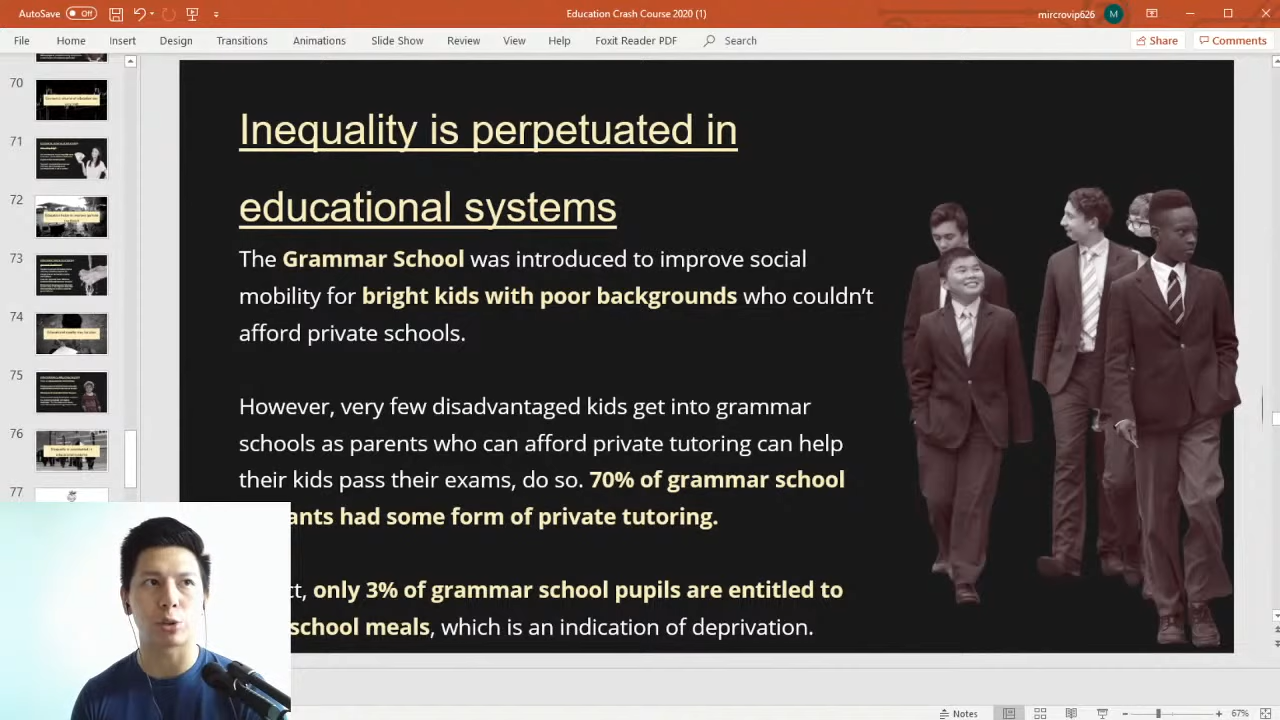 AutoSave Off Education Crash Course 2020 (1) mircrovip626 M
File Home Insert Design Transitions Animations Slide Show Review View Help Foxit Reader PDF Search Share Comments
70
71
72
74
75
77
Inequality is perpetuated in
educational systems
The Grammar School was introduced to improve social
mobility for bright kids with poor backgrounds who couldn’t
afford private schools.
However, very few disadvantaged kids get into grammar
schools as parents who can afford private tutoring can help
their kids pass their exams, do so. 70% of grammar school
ants had some form of private tutoring.
ct, only 3% of grammar school pupils are entitled to
school meals, which is an indication of deprivation.
Notes 67%